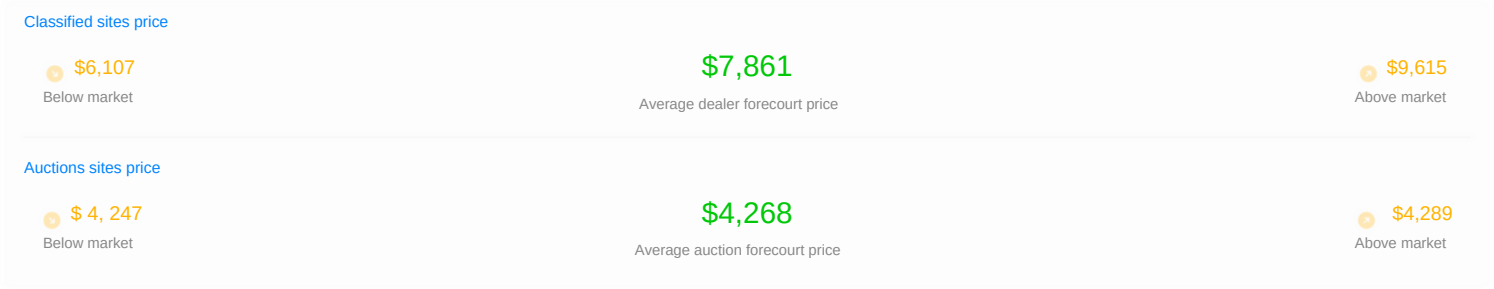 Classified sites price
$6,107 $7,861 $9,615
Below market Average dealer forecourt price Above market
Auctions sites price
$ 4, 247 $4,268 $4,289
Below market Average auction forecourt price Above market